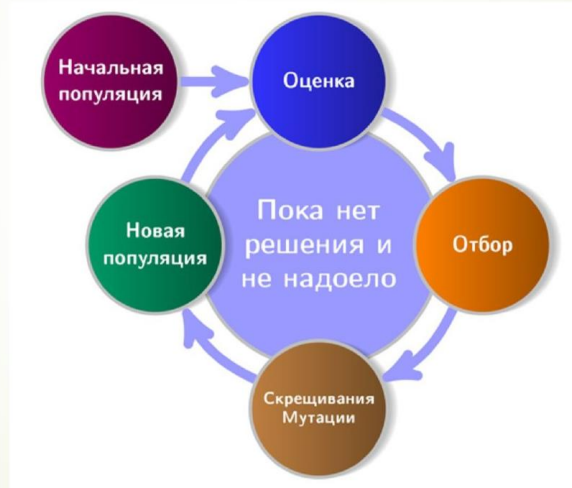 Начальная
популяция
Оценка
Новая
популяция
Пока нет
решения и
не надоело
Отбор
Скрещивания
Мутации